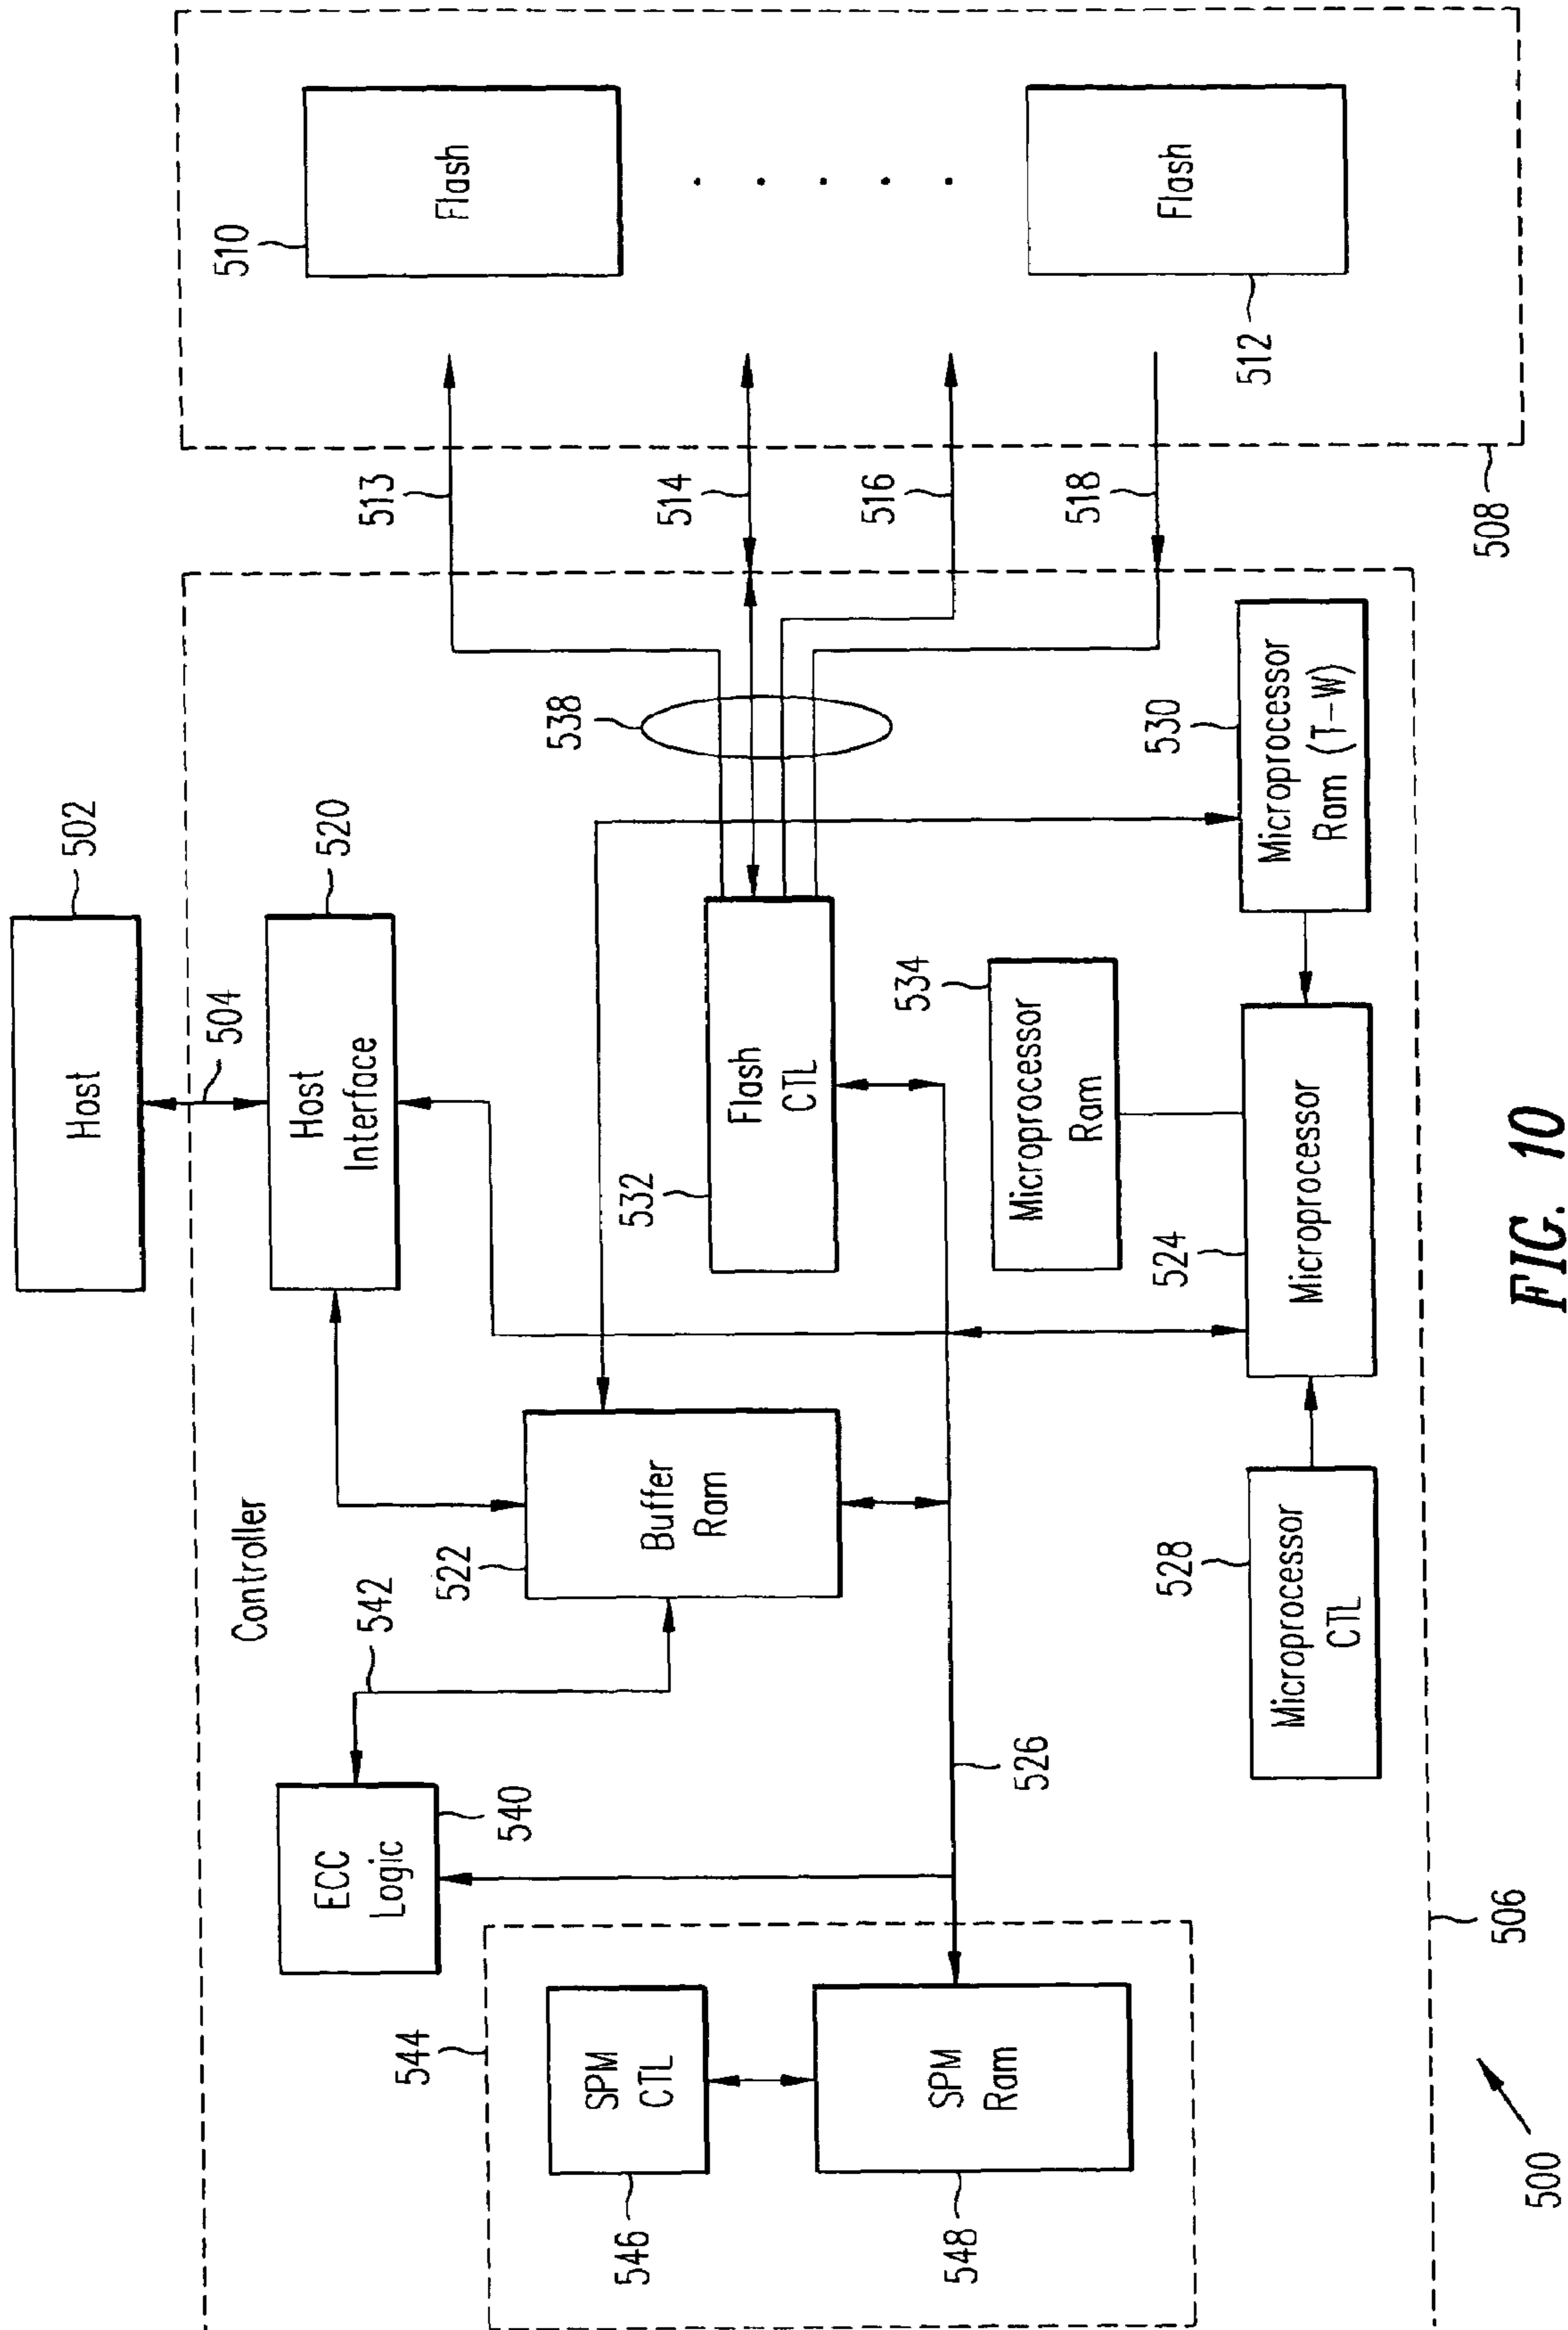 502
Host
504
520
Host
Interface
Controller
542
540
ECC
Logic
522
Buffer
Ram
532
Flash
CTL
538
513
514
516
518
510
Flash
512
Flash
508
544
546
SPM
CTL
548
SPM
Ram
526
534
Microprocessor
Ram
530
Microprocessor
Ram (T-W)
528
Microprocessor
CTL
524
Microprocessor
506
500
FIG. 10